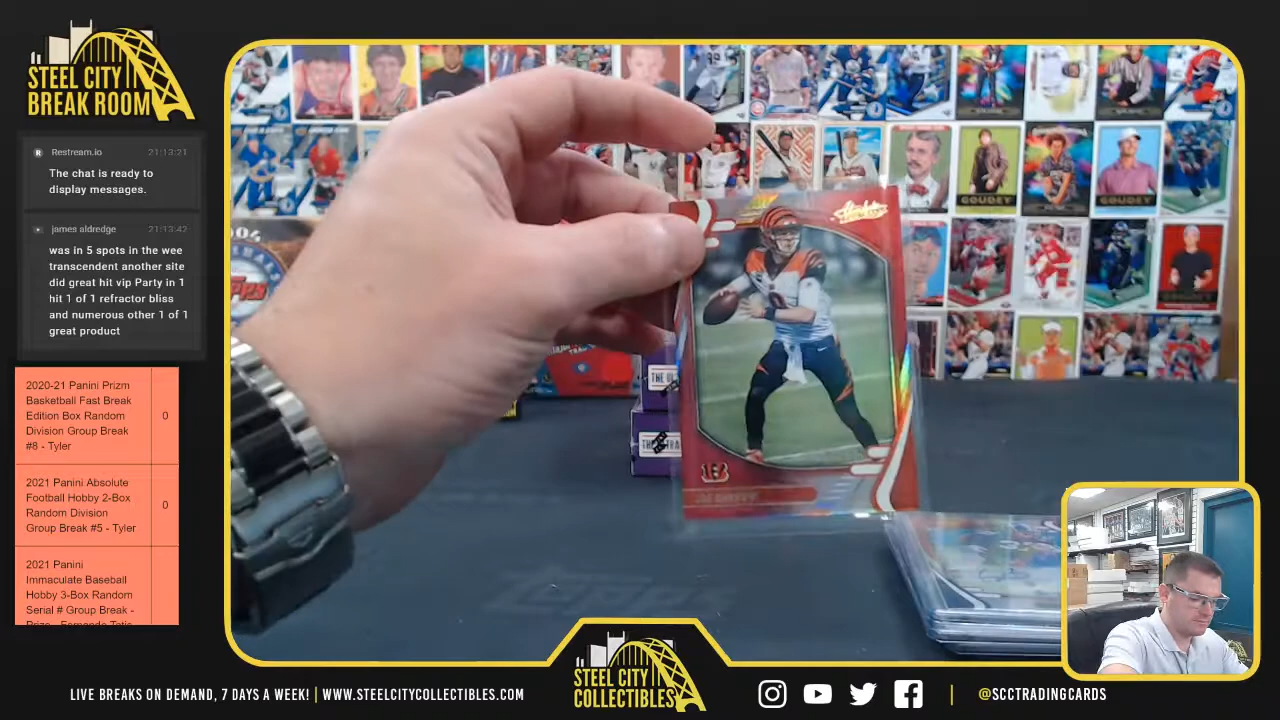 STEEL CITY
BREAK ROOM
Restream.io 21:13:21
The chat is ready to
display messages.
james aldredge 21:13:42
was in 5 spots in the wee
transcendent another site
did great hit vip Party in 1
hit 1 of 1 refractor bliss
and numerous other 1 of 1
great product
2020-21 Panini Prizm
Basketball Fast Break
Edition Box Random
Division Group Break
#8 - Tyler
0
2021 Panini Absolute
Football Hobby 2-Box
Random Division
Group Break #5 - Tyler
0
2021 Panini
Immaculate Baseball
Hobby 3-Box Random
Serial # Group Break -
GOUDEY
GOUDEY
GOUDEY
Absolute
STEEL CITY
COLLECTIBLES
LIVE BREAKS ON DEMAND, 7 DAYS A WEEK! | WWW.STEELCITYCOLLECTIBLES.COM
| @SCCTRADINGCARDS